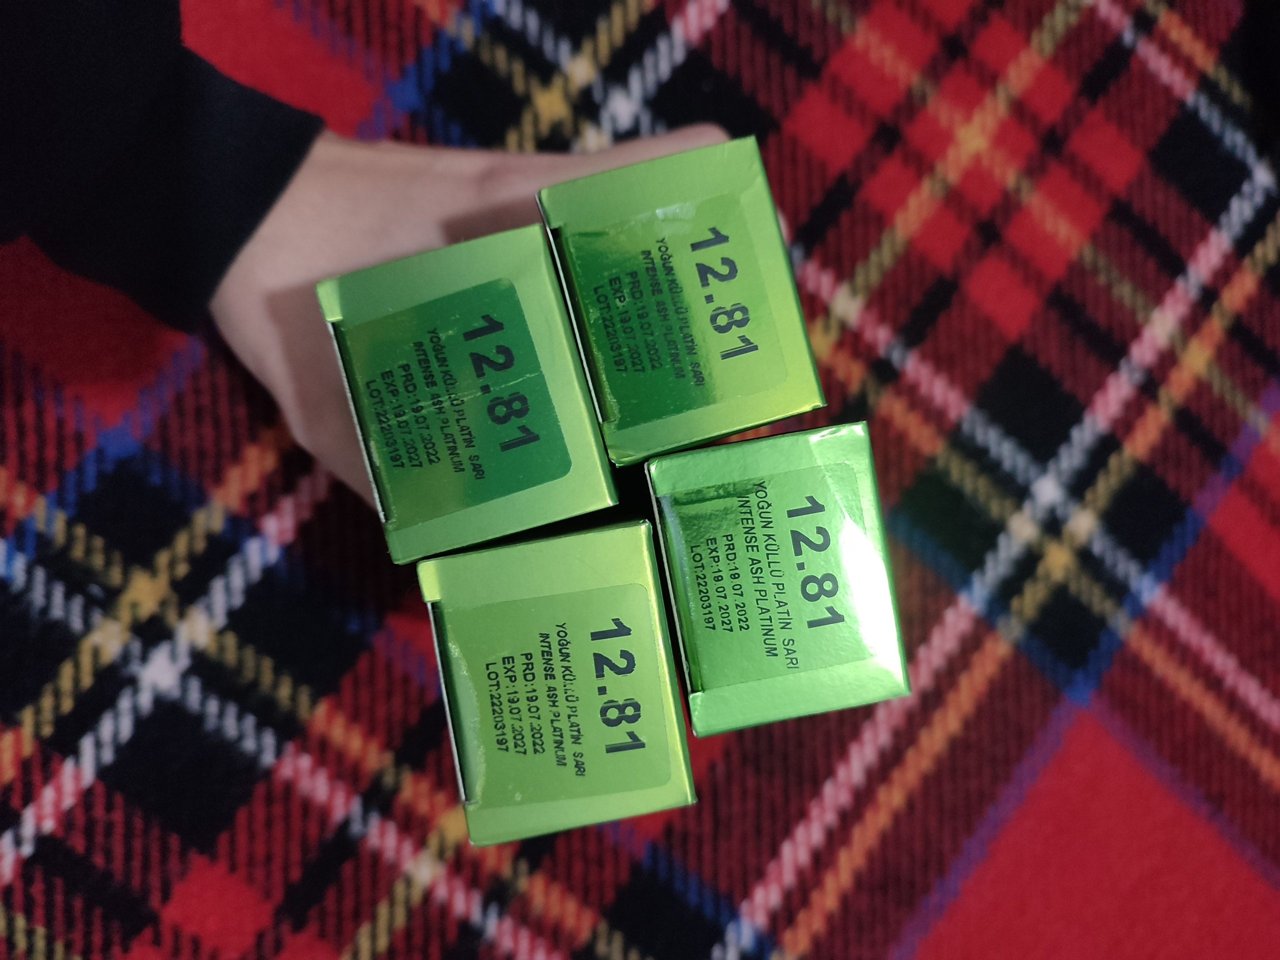 12.81
YOĞUN KÜLLÜ PLATİN SARI
INTENSE ASH PLATINUM
PRD:19.07.2022
EXP:19.07.2027
LOT:22203197
12.81
YOĞUN KÜLLÜ PLATİN SARI
INTENSE ASH PLATINUM
PRD:19.07.2022
EXP:19.07.2027
LOT:22203197
12.81
YOĞUN KÜLLÜ PLATİN SARI
INTENSE ASH PLATINUM
PRD:19.07.2022
EXP:19.07.2027
LOT:22203197
12.81
YOĞUN KÜLLÜ PLATİN SARI
INTENSE ASH PLATINUM
PRD:19.07.2022
EXP:19.07.2027
LOT:22203197